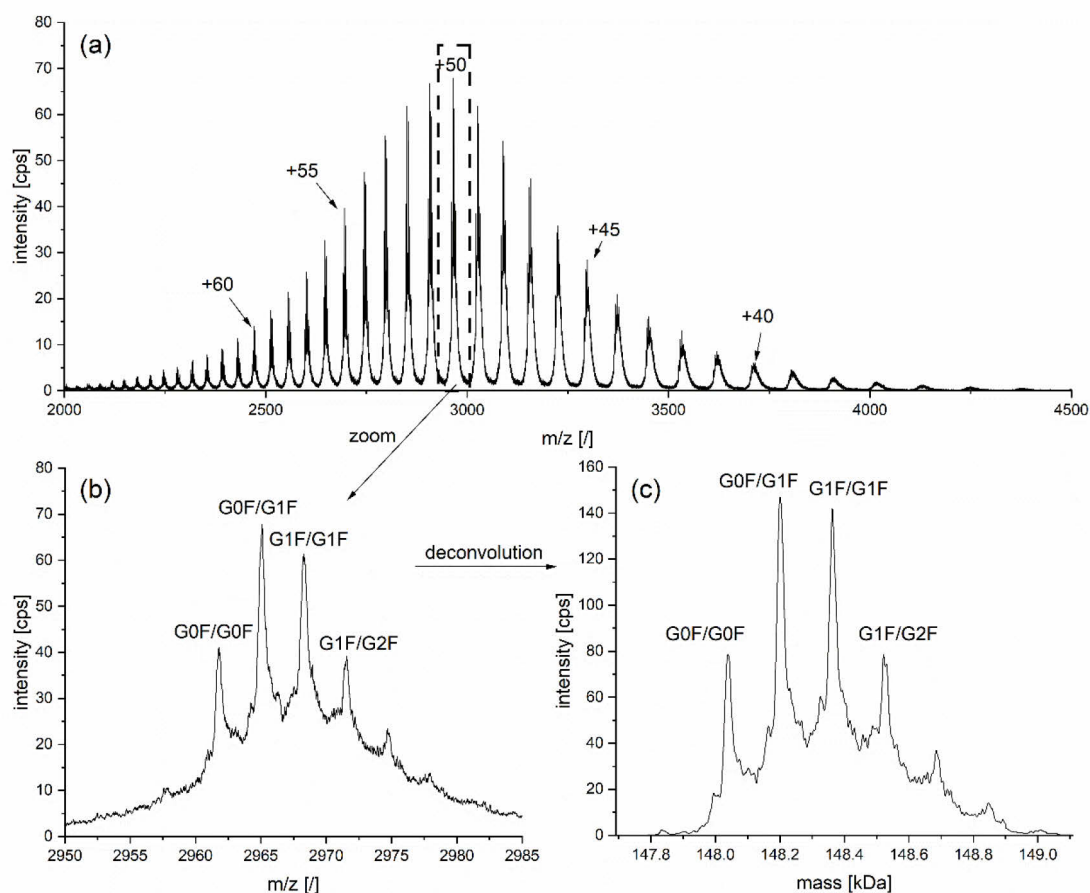 (a)
intensity [cps]
80
70
60
50
40
30
20
10
0
+60
+55
+50
+45
+40
2000
2500
3000
3500
4000
4500
m/z [/]
zoom
(b)
intensity [cps]
80
70
60
50
40
30
20
10
0
G0F/G0F
G0F/G1F
G1F/G1F
G1F/G2F
2950
2955
2960
2965
2970
2975
2980
2985
m/z [/]
deconvolution
(c)
intensity [cps]
160
140
120
100
80
60
40
20
0
G0F/G0F
G0F/G1F
G1F/G1F
G1F/G2F
147.8
148.0
148.2
148.4
148.6
148.8
149.0
mass [kDa]